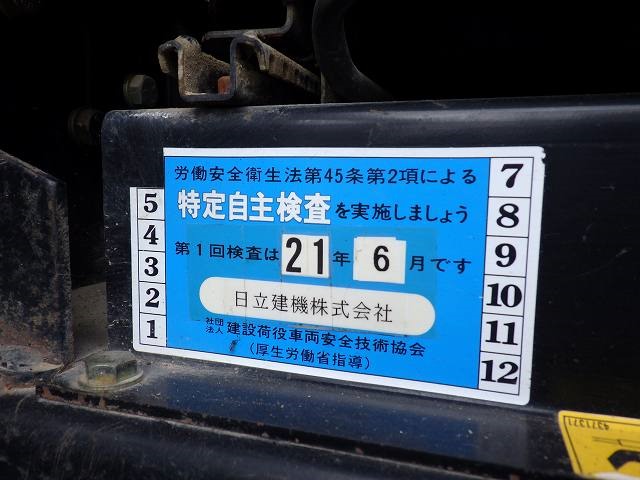 労働安全衛生法第45条第2項による
特定自主検査を実施しましょう
第1回検査は21年6月です
日立建機株式会社
社団法人 建設荷役車両安全技術協会
(厚生労働省指導)
5
4
3
2
1
7
8
9
10
11
12
4371371